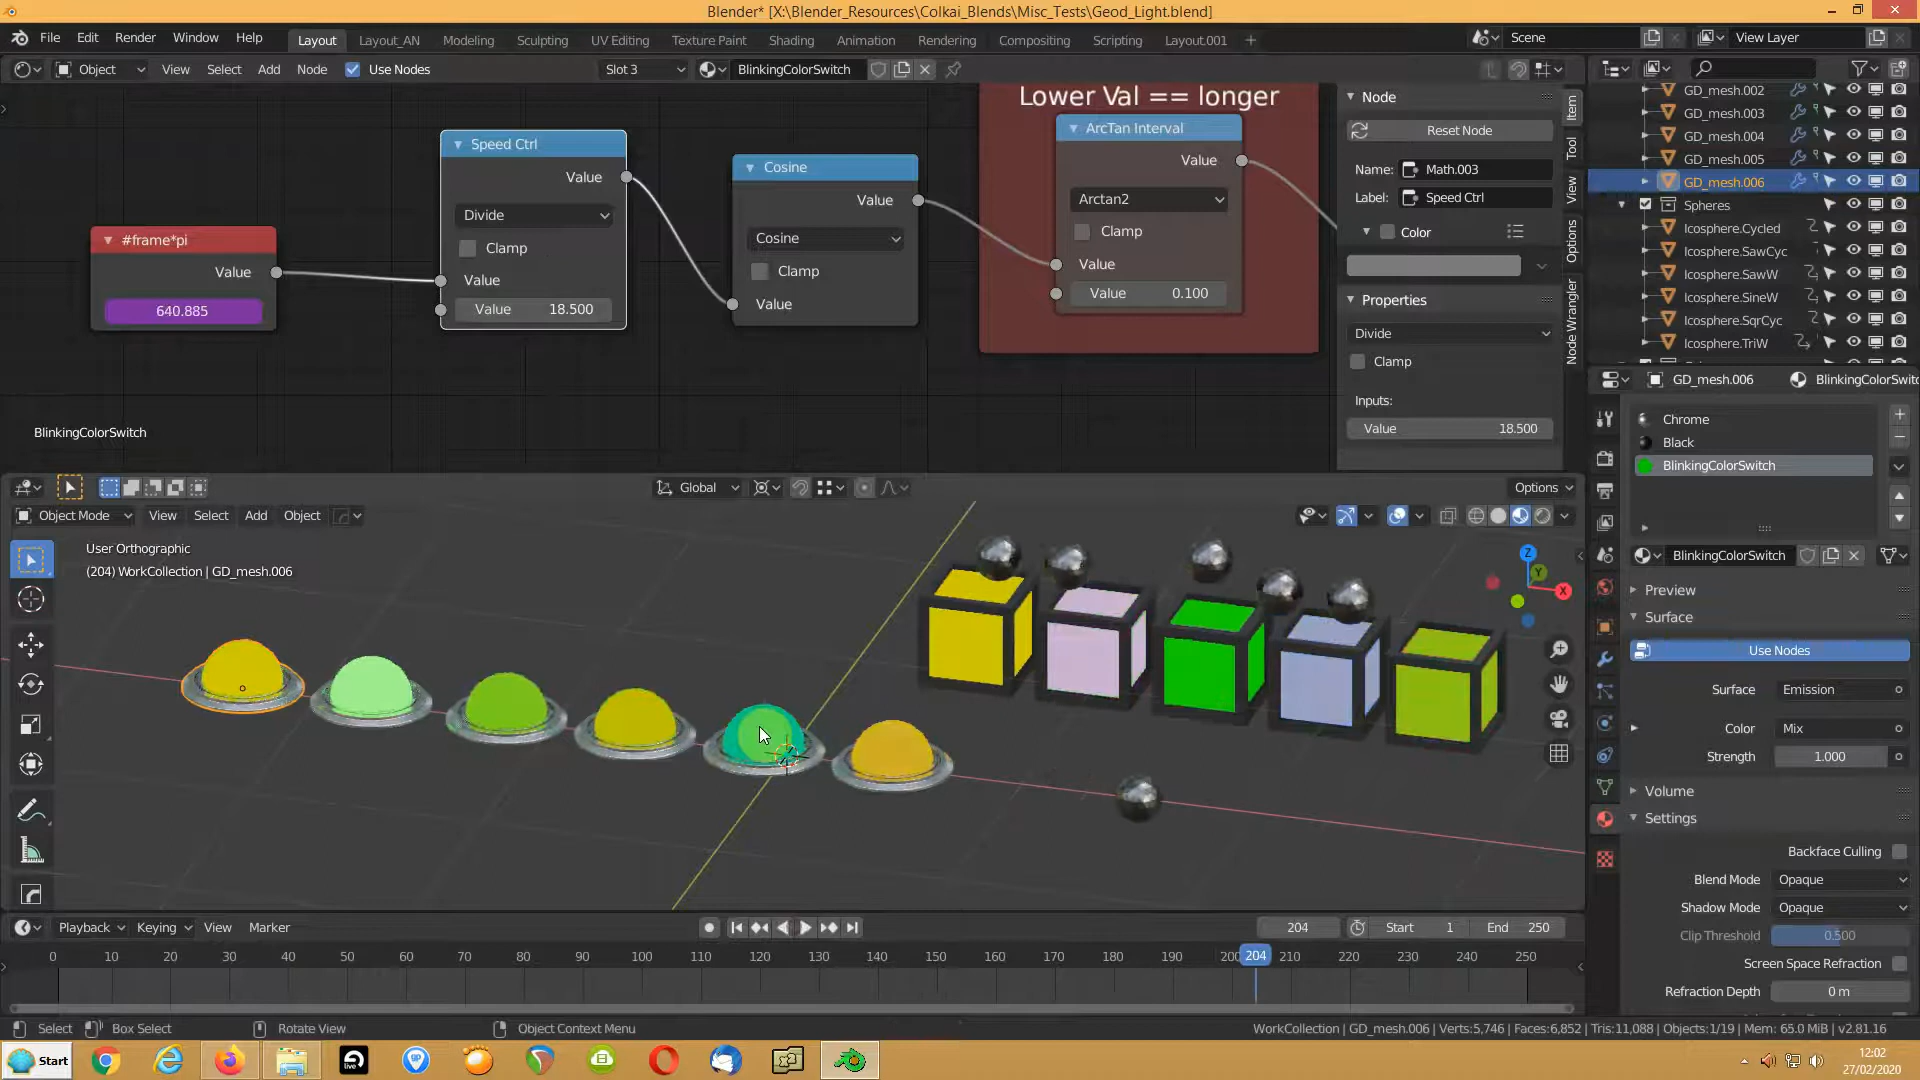 Blender* [X:\Blender_Resources\Colkai_Blends\Misc_Tests\Geod_Light.blend]
File Edit Render Window Help Layout Layout_AN Modeling Sculpting UV Editing Texture Paint Shading Animation Rendering Compositing Scripting Layout.001 + Scene View Layer
Object View Select Add Node Use Nodes Slot 3 BlinkingColorSwitch
Lower Val == longer
ArcTan Interval
Value
Arctan2
Clamp
Value
Value 0.100
Speed Ctrl
Value
Divide
Clamp
Value
Value 18.500
Cosine
Value
Cosine
Clamp
Value
#frame*pi
Value
640.885
BlinkingColorSwitch
Node
Reset Node
Name: Math.003
Label: Speed Ctrl
Color
Properties
Divide
Clamp
Inputs:
Value 18.500
Item
Tool
View
Options
Node Wrangler
GD_mesh.002
GD_mesh.003
GD_mesh.004
GD_mesh.005
GD_mesh.006
Spheres
Icosphere.Cycled
Icosphere.SawCyc
Icosphere.SawW
Icosphere.SineW
Icosphere.SqrCyc
Icosphere.TriW
GD_mesh.006 BlinkingColorSwitc
Chrome
Black
BlinkingColorSwitch
BlinkingColorSwitch
Preview
Surface
Use Nodes
Surface Emission
Color Mix
Strength 1.000
Volume
Settings
Backface Culling
Blend Mode Opaque
Shadow Mode Opaque
Clip Threshold 0.500
Screen Space Refraction
Refraction Depth 0 m
Global Options
Object Mode View Select Add Object
User Orthographic
(204) WorkCollection | GD_mesh.006
Z
Y
X
Playback Keying View Marker 204 Start 1 End 250
0 10 20 30 40 50 60 70 80 90 100 110 120 130 140 150 160 170 180 190 200 204 210 220 230 240 250
Select Box Select Rotate View Object Context Menu WorkCollection | GD_mesh.006 | Verts:5,746 | Faces:6,852 | Tris:11,088 | Objects:1/19 | Mem: 65.0 MiB | v2.81.16
Start live 12:02
27/02/2020